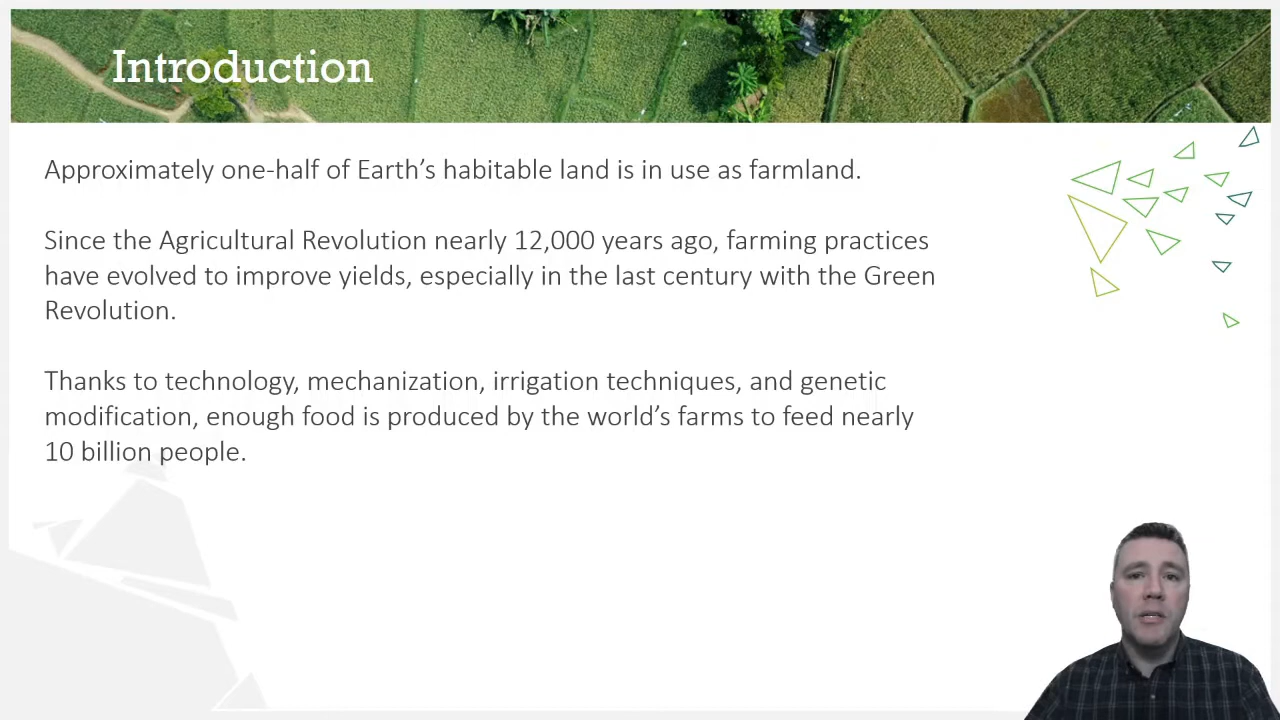 Introduction
Approximately one-half of Earth’s habitable land is in use as farmland.
Since the Agricultural Revolution nearly 12,000 years ago, farming practices
have evolved to improve yields, especially in the last century with the Green
Revolution.
Thanks to technology, mechanization, irrigation techniques, and genetic
modification, enough food is produced by the world’s farms to feed nearly
10 billion people.